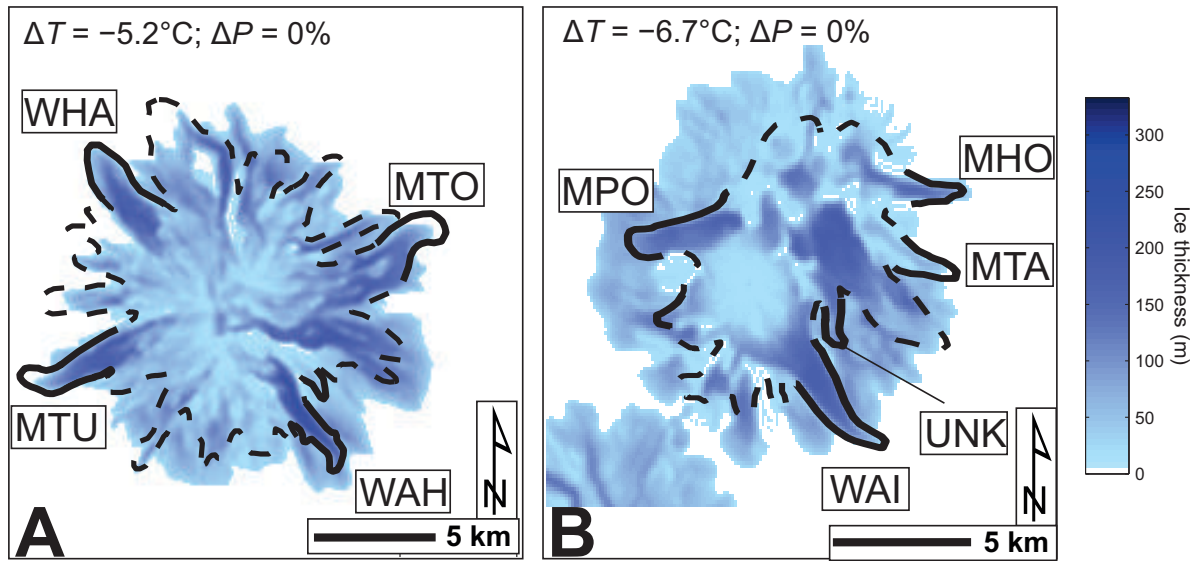 ΔT = −5.2°C; ΔP = 0%
WHA
MTO
MTU
WAH
N
A
5 km
ΔT = −6.7°C; ΔP = 0%
MPO
MHO
MTA
UNK
WAI
N
B
5 km
300
250
200
150
100
50
0
Ice thickness (m)